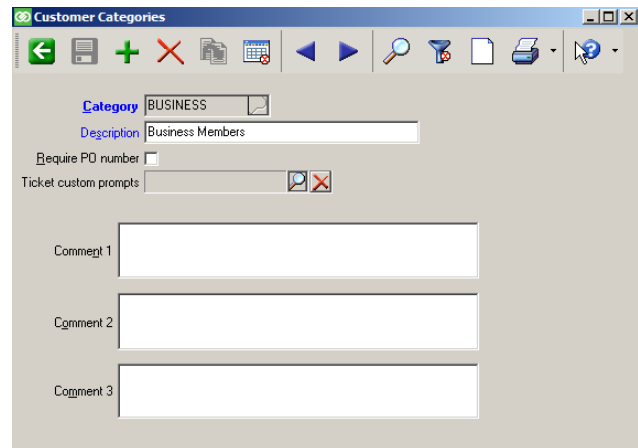 Customer Categories
Category BUSINESS
Description Business Members
Require PO number
Ticket custom prompts
Comment 1
Comment 2
Comment 3